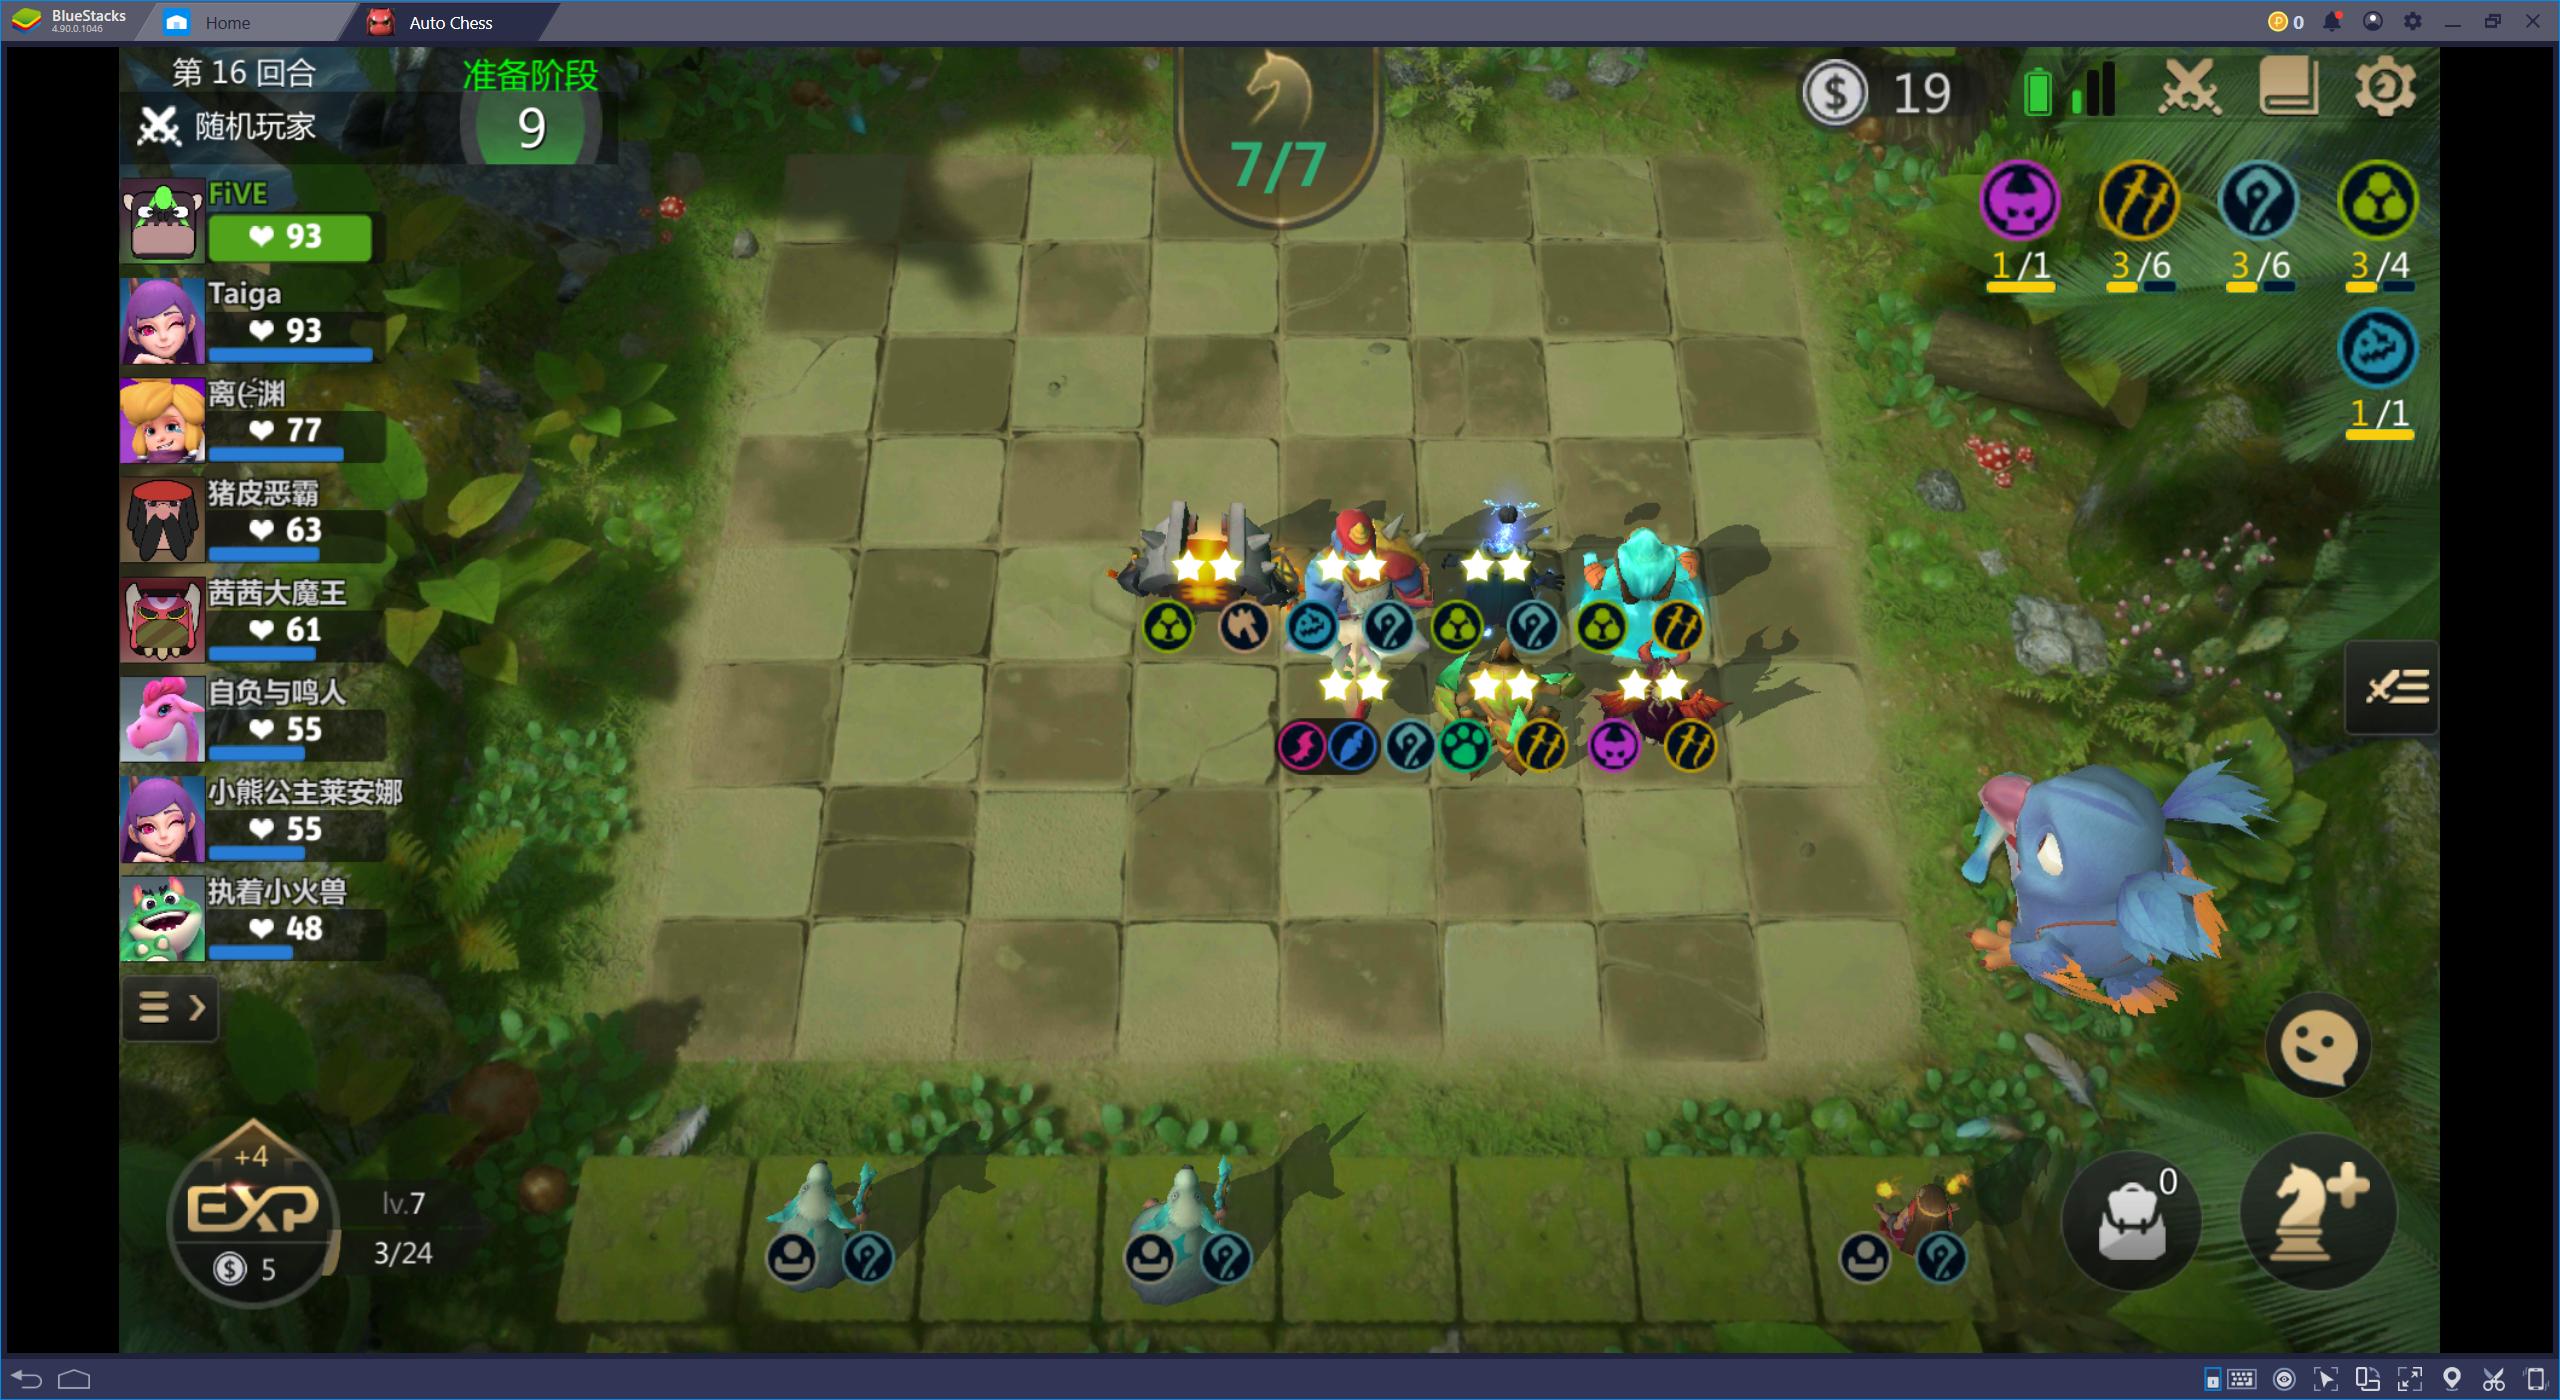 BlueStacks
4.90.0.1046
Home
Auto Chess
0
第 16 回合
准备阶段
随机玩家
9
7/7
19
FiVE
93
Taiga
93
77
猪皮恶霸
63
茜茜大魔王
61
自负与鸣人
55
小熊公主莱安娜
55
执着小火兽
48
1/1
3/6
3/6
3/4
1/1
+4
EXP
5
lv.7
3/24
0